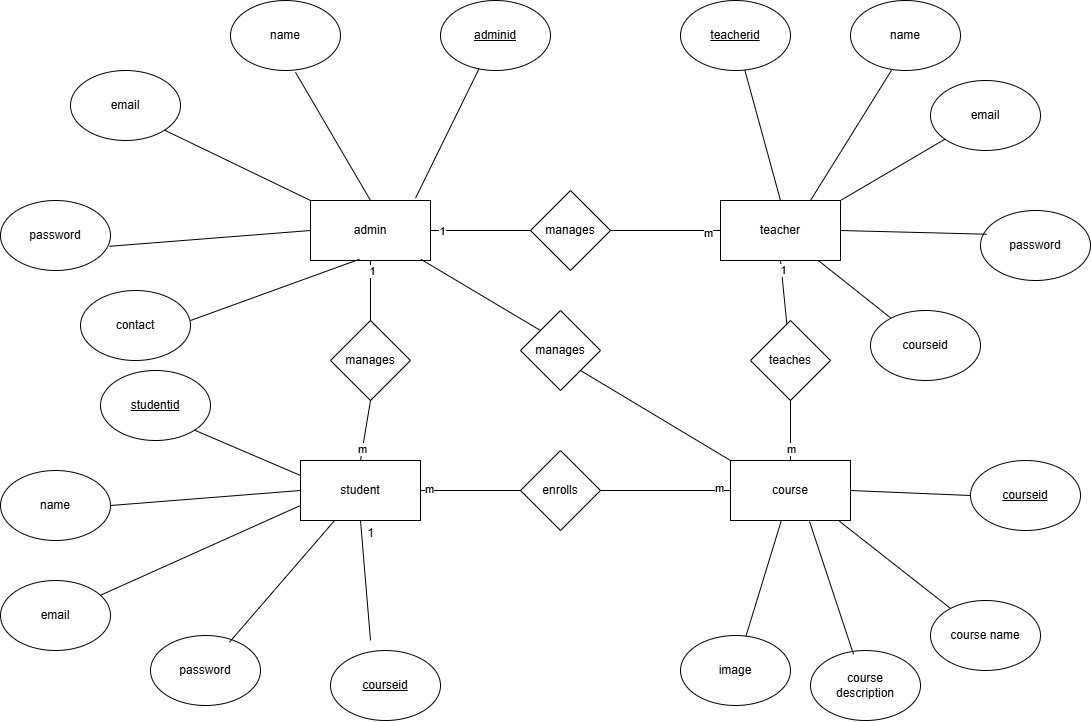 name
adminid
teacherid
name
email
email
password
admin
1
manages
m
teacher
password
1
1
contact
manages
manages
teaches
courseid
studentid
m
m
name
student
m
enrolls
m
course
courseid
1
email
password
courseid
image
course
description
course name